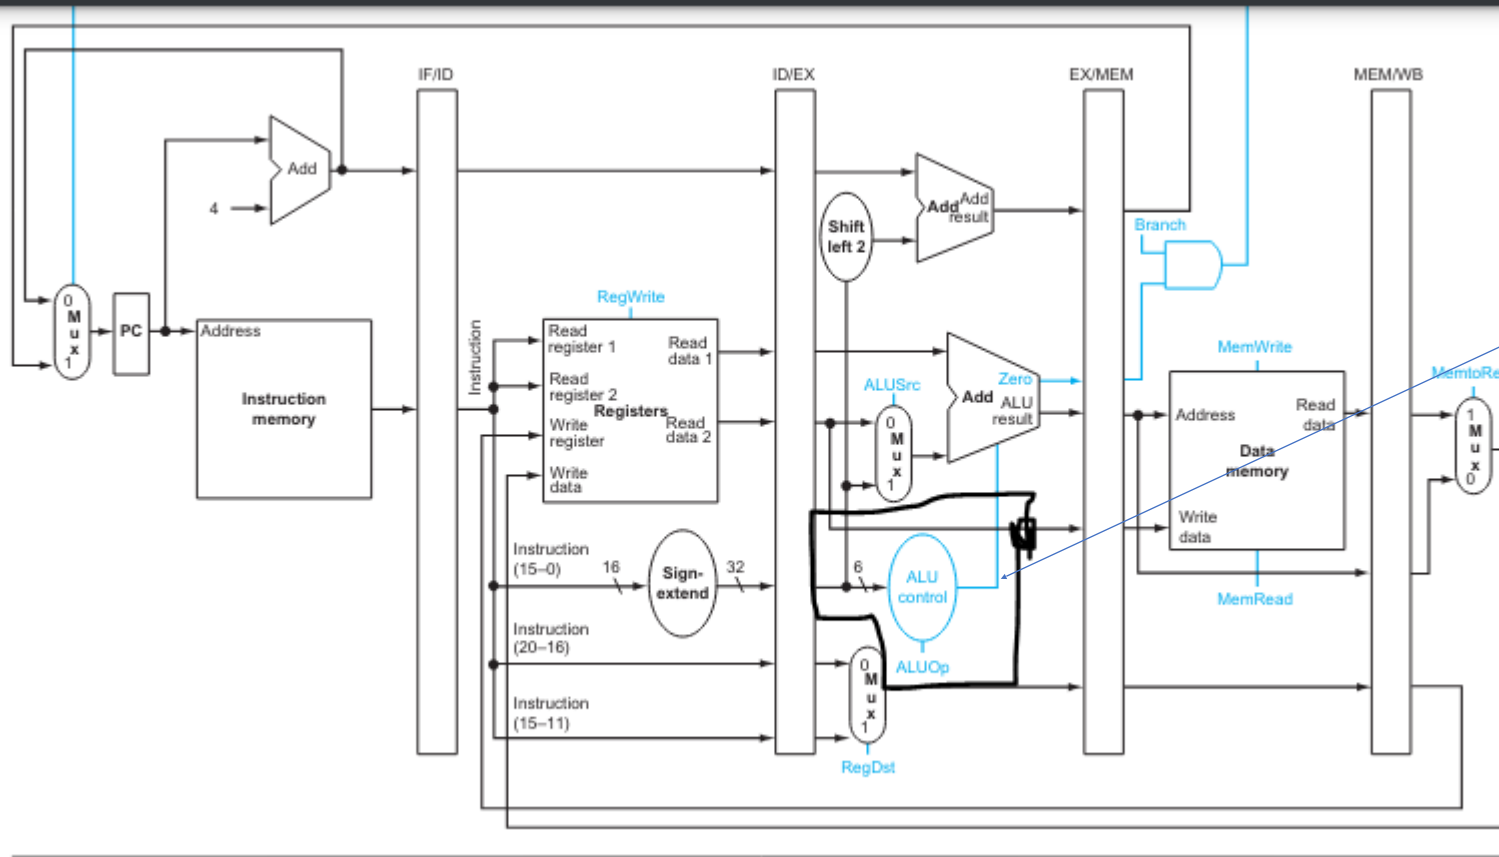 IF/ID
ID/EX
EX/MEM
MEM/WB
Add
4
Add
Add
result
Shift
left 2
Branch
0
M
u
x
1
PC
Address
Instruction
memory
Instruction
RegWrite
Read
register 1
Read
register 2
Write
register
Write
data
Registers
Read
data 1
Read
data 2
ALUSrc
0
M
u
x
1
Zero
Add
ALU
result
MemWrite
Address
Read
data
Data
memory
Write
data
MemRead
MemtoRe
1
M
u
x
0
Instruction
(15–0)
16
Sign-
extend
32
6
ALU
control
ALUOp
Instruction
(20–16)
Instruction
(15–11)
0
M
u
x
1
RegDst